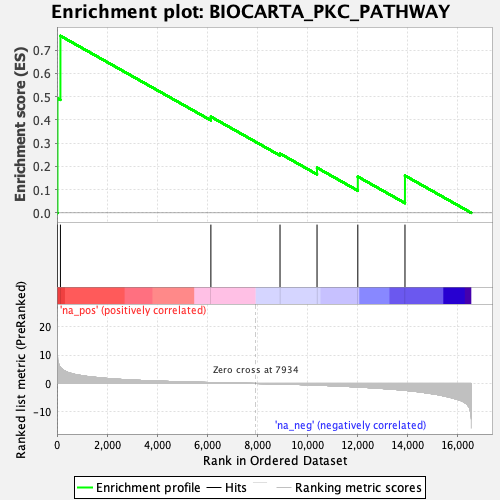 Enrichment plot: BIOCARTA_PKC_PATHWAY
Enrichment score (ES)
0.7
0.6
0.5
0.4
0.3
0.2
0.1
0.0
'na_pos' (positively correlated)
Ranked list metric (PreRanked)
20
10
0
-10
Zero cross at 7934
'na_neg' (negatively correlated)
0 2,000 4,000 6,000 8,000 10,000 12,000 14,000 16,000
Rank in Ordered Dataset
Enrichment profile Hits Ranking metric scores